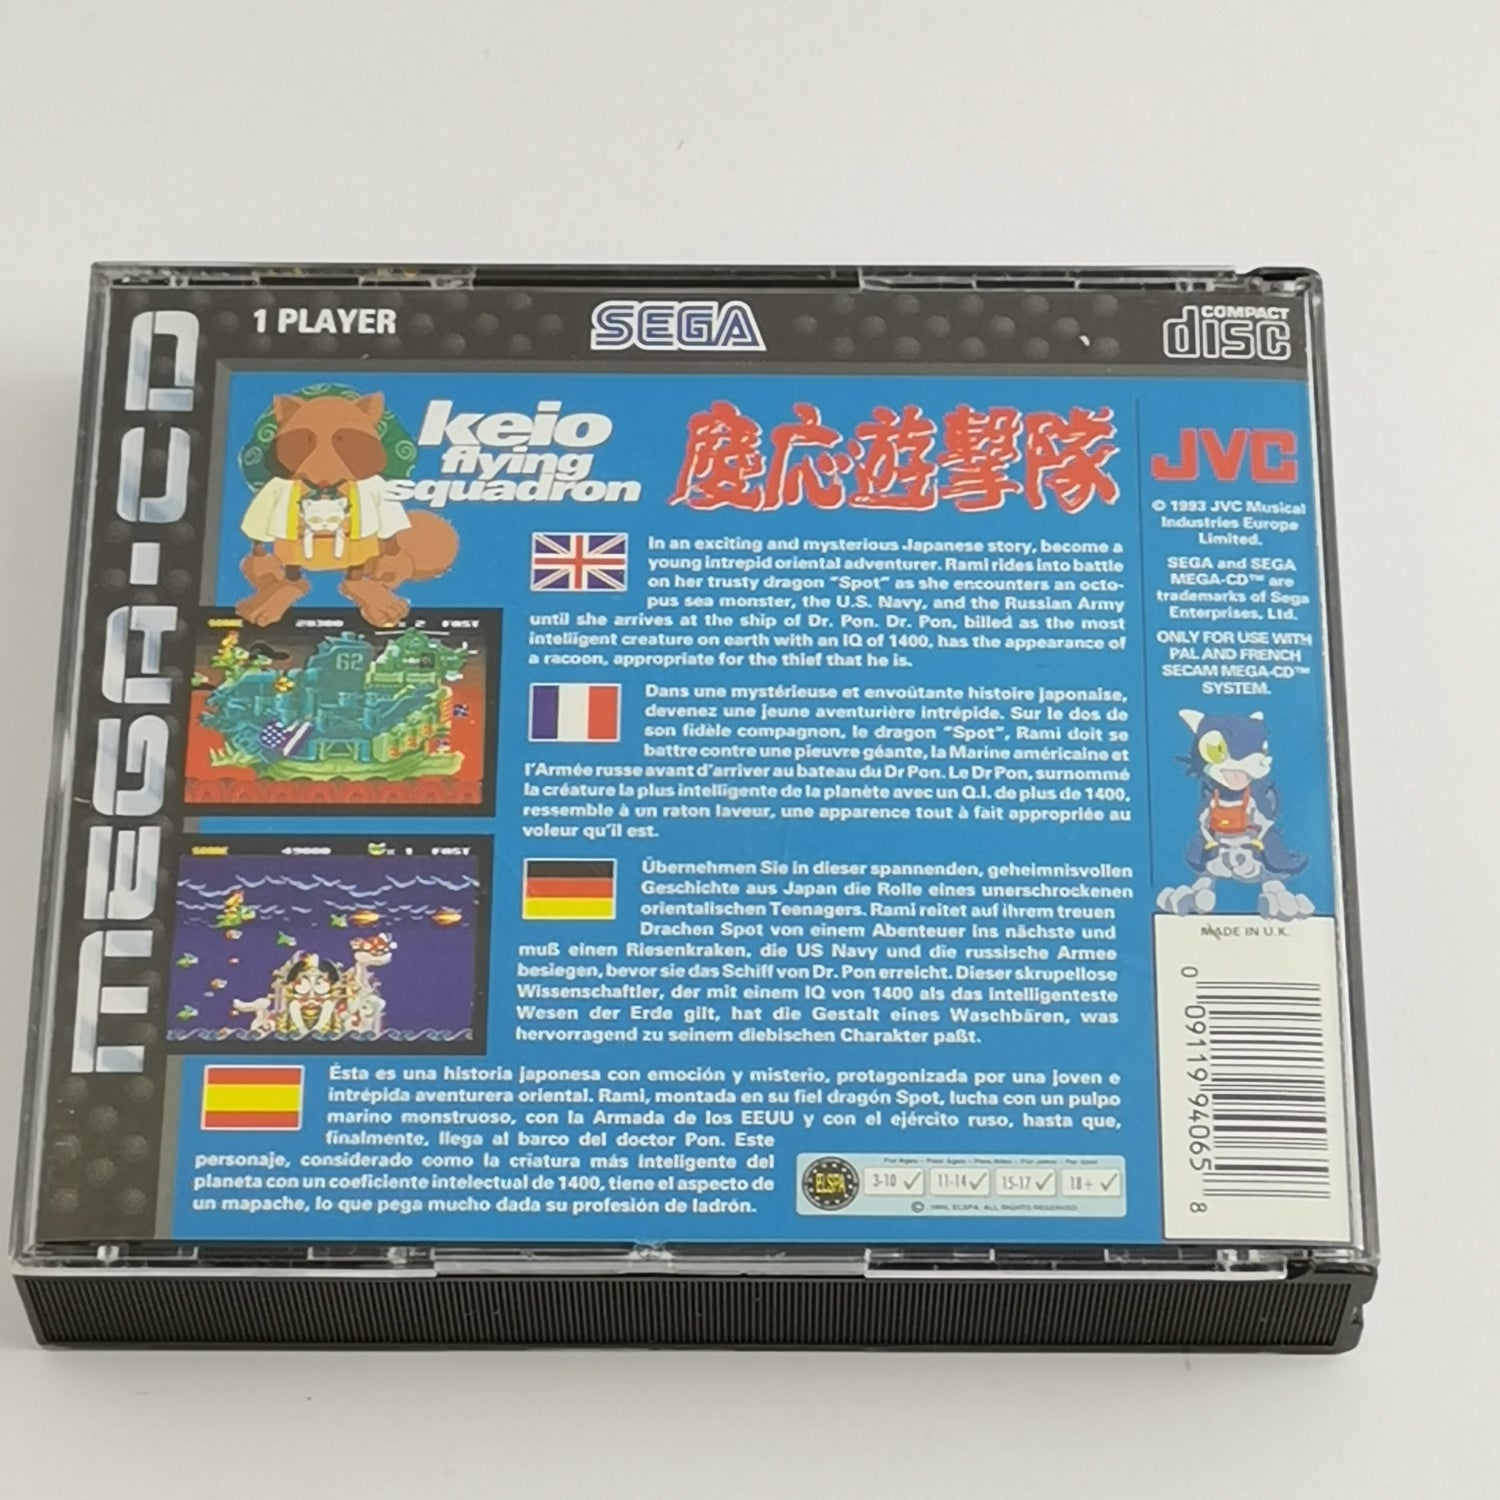 1 PLAYER
SEGA
COMPACT
disc
MEGA-CD
keio
flying
squadron
慶応遊撃隊
JVC
© 1993 JVC Musical
Industries Europe
Limited.
SEGA and SEGA
MEGA-CD™ are
trademarks of Sega
Enterprises, Ltd.
ONLY FOR USE WITH
PAL AND FRENCH
SECAM MEGA-CD™
SYSTEM.
In an exciting and mysterious Japanese story, become a
young intrepid oriental adventurer. Rami rides into battle
on her trusty dragon "Spot" as she encounters an octo-
pus sea monster, the U.S. Navy, and the Russian Army
until she arrives at the ship of Dr. Pon. Dr. Pon, billed as the most
intelligent creature on earth with an IQ of 1400, has the appearance of
a racoon, appropriate for the thief that he is.
SCORE 20300 x 2 FAST
62
Dans une mystérieuse et envoûtante histoire japonaise,
devenez une jeune aventurière intrépide. Sur le dos de
son fidèle compagnon, le dragon "Spot", Rami doit se
battre contre une pieuvre géante, la Marine américaine et
l'Armée russe avant d'arriver au bateau du Dr Pon. Le Dr Pon, surnommé
la créature la plus intelligente de la planète avec un Q.I. de plus de 1400,
ressemble à un raton laveur, une apparence tout à fait appropriée au
voleur qu'il est.
SCORE 49000 x 1 FAST
Übernehmen Sie in dieser spannenden, geheimnisvollen
Geschichte aus Japan die Rolle eines unerschrockenen
orientalischen Teenagers. Rami reitet auf ihrem treuen
Drachen Spot von einem Abenteuer ins nächste und
muß einen Riesenkraken, die US Navy und die russische Armee
besiegen, bevor sie das Schiff von Dr. Pon erreicht. Dieser skrupellose
Wissenschaftler, der mit einem IQ von 1400 als das intelligenteste
Wesen der Erde gilt, hat die Gestalt eines Waschbären, was
hervorragend zu seinem diebischen Charakter paßt.
Ésta es una historia japonesa con emoción y misterio, protagonizada por una joven e
intrépida aventurera oriental. Rami, montada en su fiel dragón Spot, lucha con un pulpo
marino monstruoso, con la Armada de los EEUU y con el ejército ruso, hasta que,
finalmente, llega al barco del doctor Pon. Este
personaje, considerado como la criatura más inteligente del
planeta con un coeficiente intelectual de 1400, tiene el aspecto de
un mapache, lo que pega mucho dada su profesión de ladrón.
ELSPA
3-10 ✓ 11-14 ✓ 15-17 ✓ 18+ ✓
© 1994, ELSPA, ALL RIGHTS RESERVED
MADE IN U.K.
0 09119 94065 8